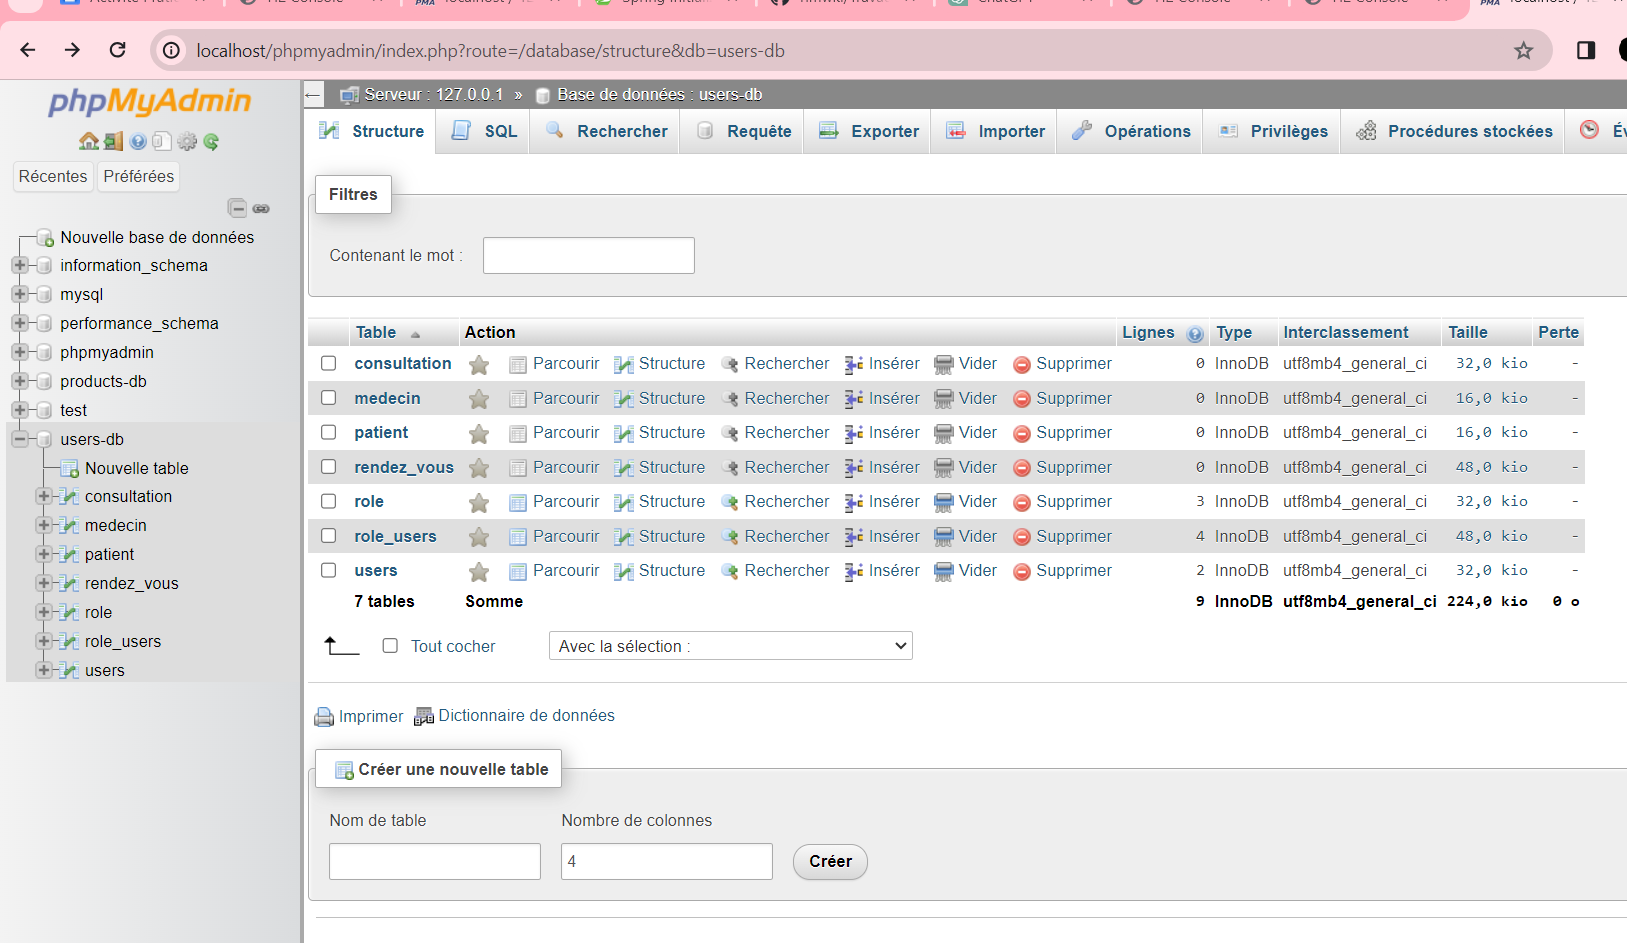 localhost/phpmyadmin/index.php?route=/database/structure&db=users-db
phpMyAdmin
Récentes Préférées
Nouvelle base de données
information_schema
mysql
performance_schema
phpmyadmin
products-db
test
users-db
Nouvelle table
consultation
medecin
patient
rendez_vous
role
role_users
users
← Serveur : 127.0.0.1 » Base de données : users-db
Structure SQL Rechercher Requête Exporter Importer Opérations Privilèges Procédures stockées
Filtres
Contenant le mot :
Table Action Lignes Type Interclassement Taille Perte
consultation Parcourir Structure Rechercher Insérer Vider Supprimer 0 InnoDB utf8mb4_general_ci 32,0 kio -
medecin Parcourir Structure Rechercher Insérer Vider Supprimer 0 InnoDB utf8mb4_general_ci 16,0 kio -
patient Parcourir Structure Rechercher Insérer Vider Supprimer 0 InnoDB utf8mb4_general_ci 16,0 kio -
rendez_vous Parcourir Structure Rechercher Insérer Vider Supprimer 0 InnoDB utf8mb4_general_ci 48,0 kio -
role Parcourir Structure Rechercher Insérer Vider Supprimer 3 InnoDB utf8mb4_general_ci 32,0 kio -
role_users Parcourir Structure Rechercher Insérer Vider Supprimer 4 InnoDB utf8mb4_general_ci 48,0 kio -
users Parcourir Structure Rechercher Insérer Vider Supprimer 2 InnoDB utf8mb4_general_ci 32,0 kio -
7 tables Somme 9 InnoDB utf8mb4_general_ci 224,0 kio 0 o
Tout cocher Avec la sélection :
Imprimer Dictionnaire de données
Créer une nouvelle table
Nom de table Nombre de colonnes
4 Créer